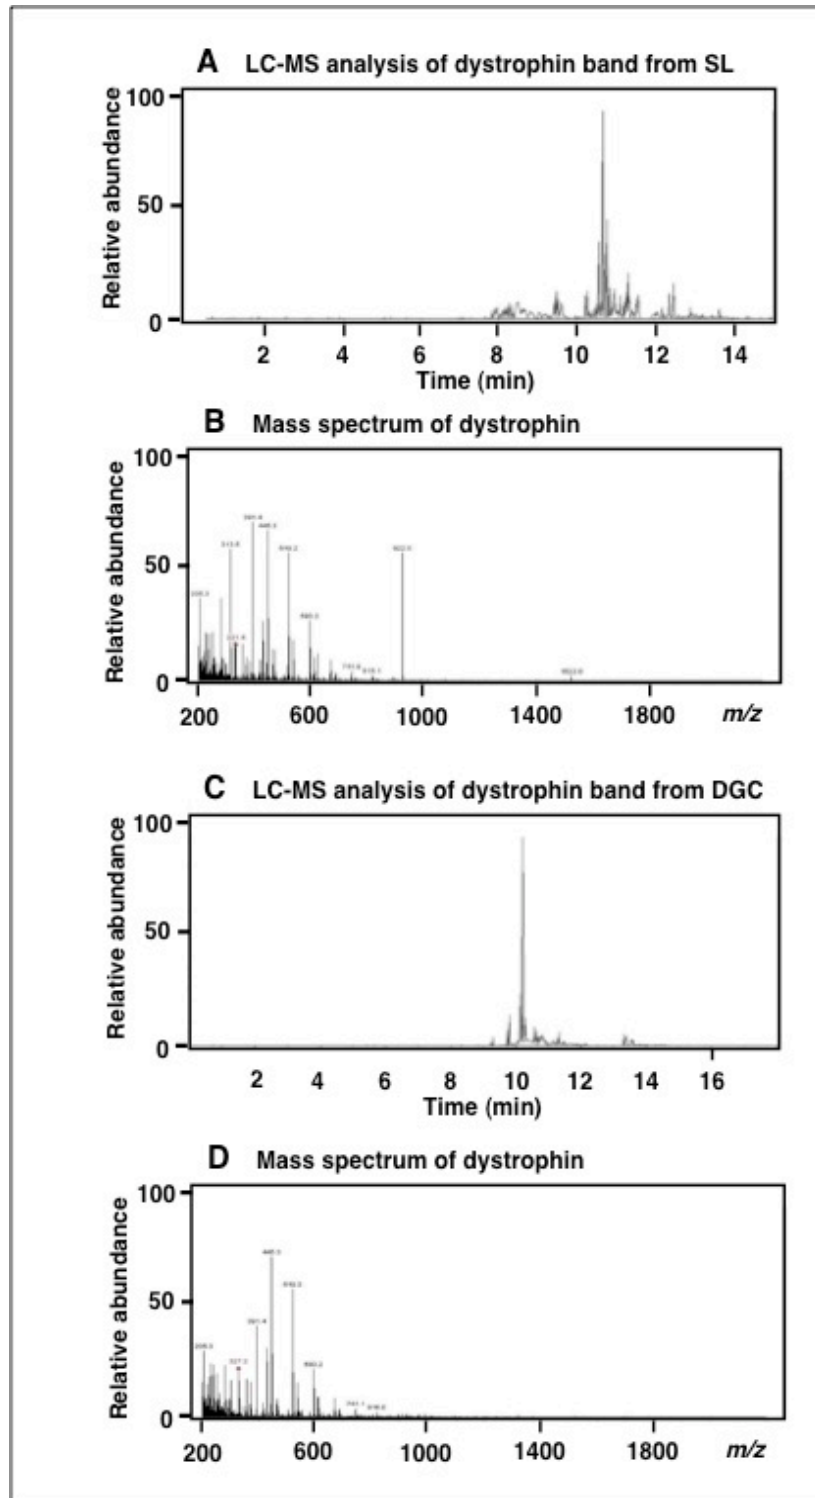 A LC-MS analysis of dystrophin band from SL
Relative abundance
100
50
0
2 4 6 8 10 12 14
Time (min)
B Mass spectrum of dystrophin
Relative abundance
100
50
0
200 600 1000 1400 1800 m/z
C LC-MS analysis of dystrophin band from DGC
Relative abundance
100
50
0
2 4 6 8 10 12 14 16
Time (min)
D Mass spectrum of dystrophin
Relative abundance
100
50
0
200 600 1000 1400 1800 m/z